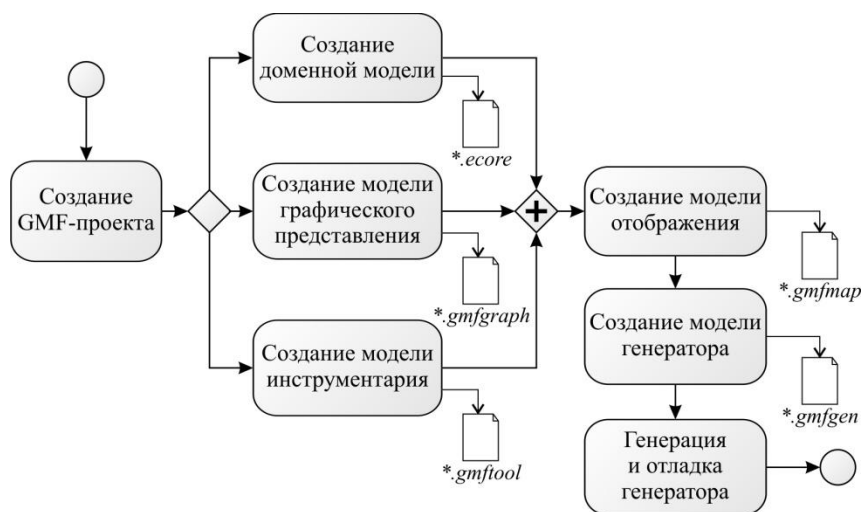 Создание
GMF-проекта
Создание
доменной модели
*.ecore
Создание модели
графического
представления
*.gmfgraph
Создание модели
инструментария
*.gmftool
Создание модели
отображения
*.gmfmap
Создание модели
генератора
*.gmfgen
Генерация
и отладка
генератора